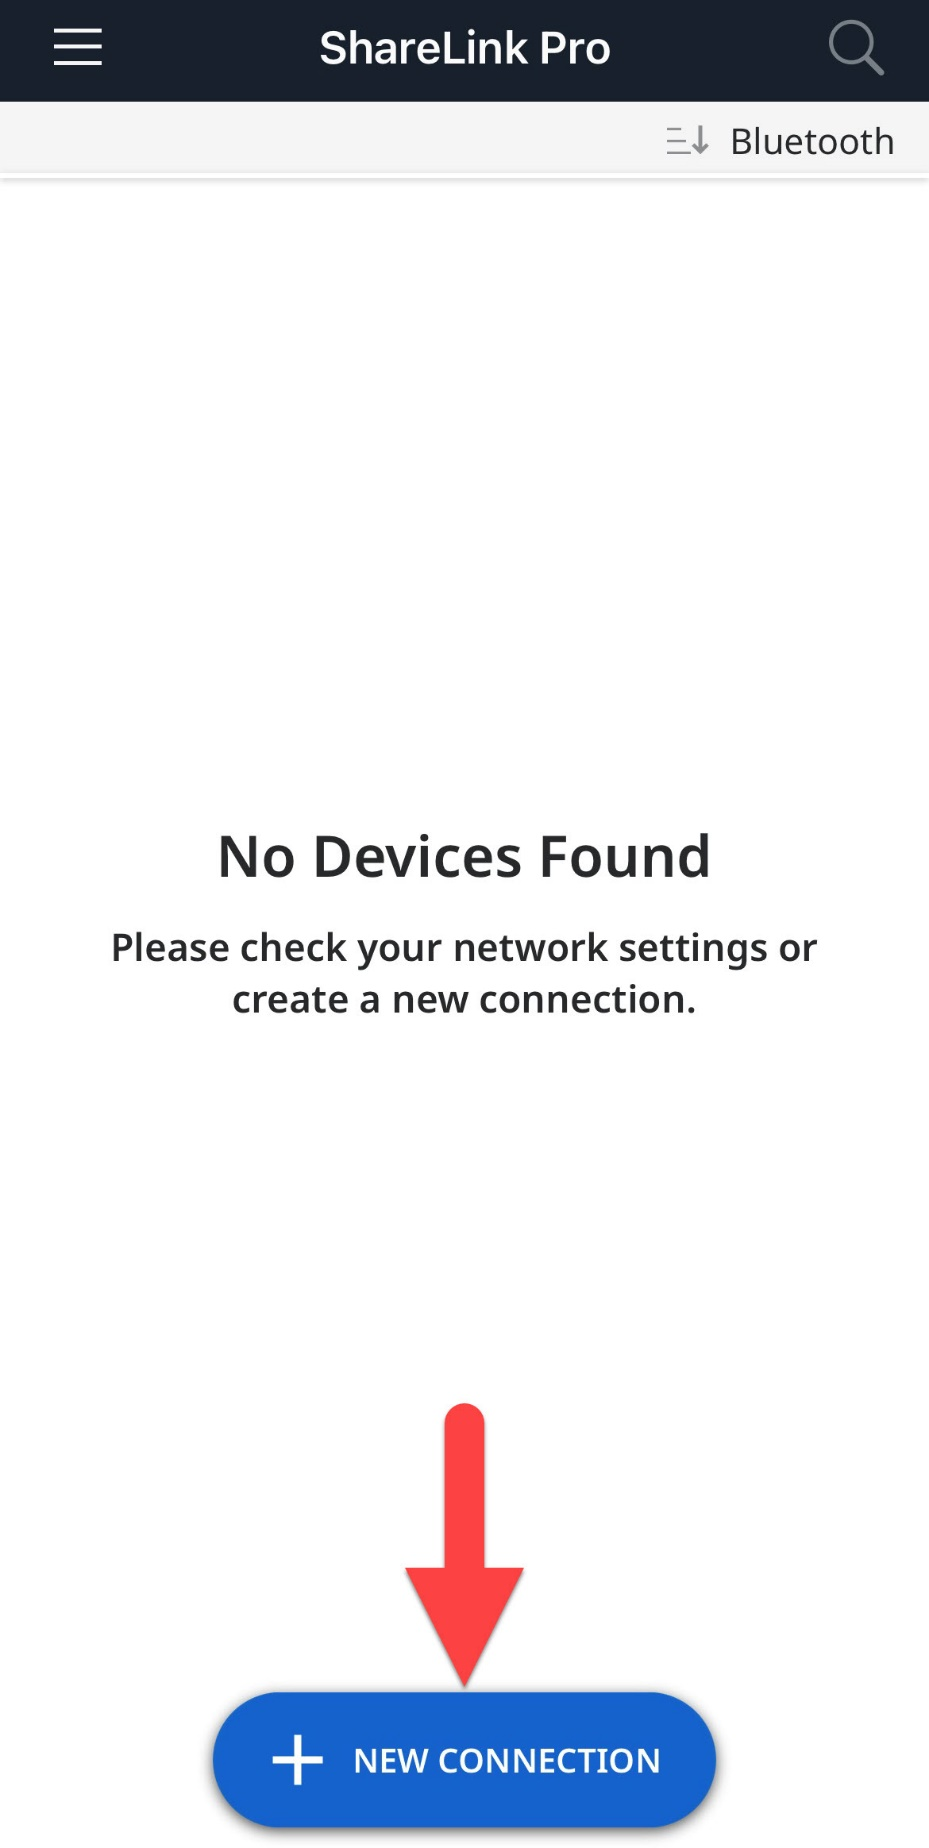 ShareLink Pro
Bluetooth
No Devices Found
Please check your network settings or
create a new connection.
NEW CONNECTION